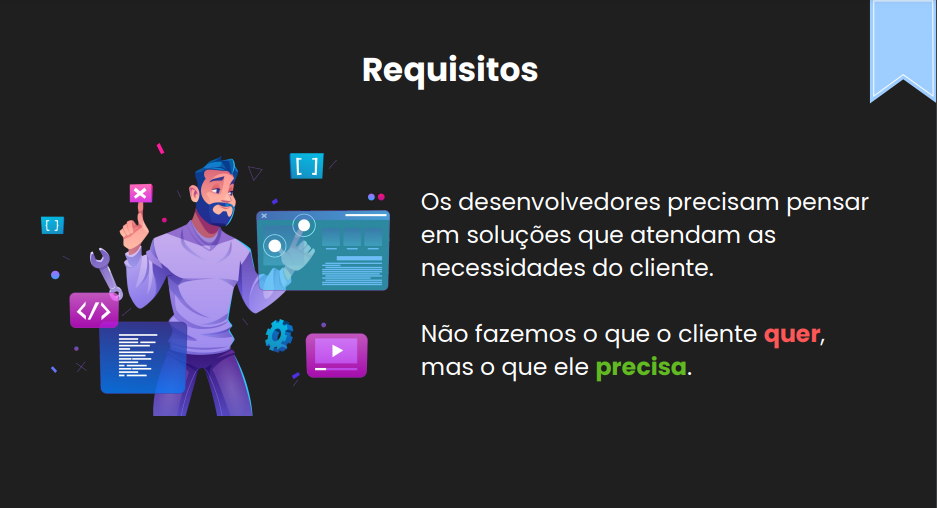 Requisitos
[ ]
[ ]
Os desenvolvedores precisam pensar
em soluções que atendam as
necessidades do cliente.
</>
Não fazemos o que o cliente quer,
mas o que ele precisa.